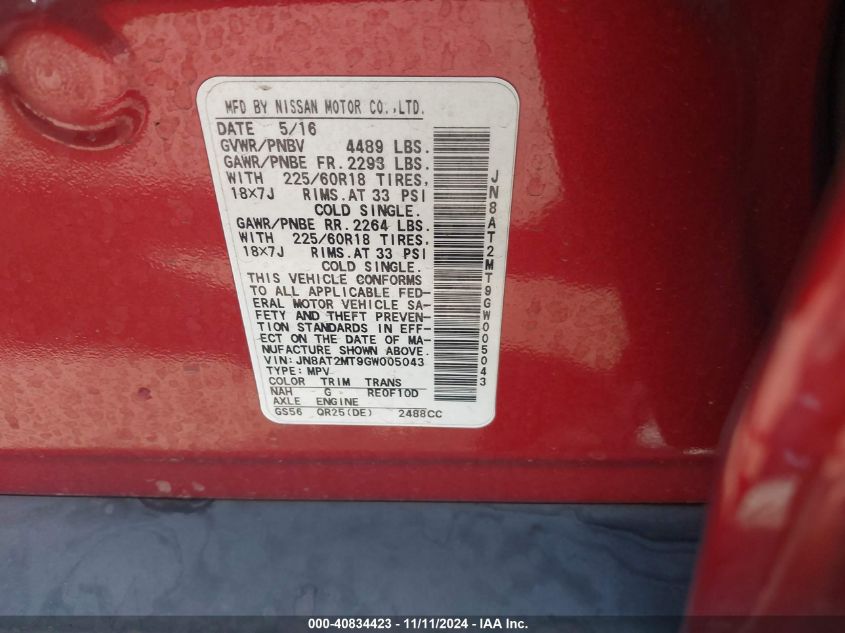 MFD BY NISSAN MOTOR CO.,LTD.
DATE 5/16
GVWR/PNBV 4489 LBS.
GAWR/PNBE FR.2293 LBS.
WITH 225/60R18 TIRES,
18×7J RIMS.AT 33 PSI
COLD SINGLE.
GAWR/PNBE RR.2264 LBS.
WITH 225/60R18 TIRES,
18×7J RIMS.AT 33 PSI
COLD SINGLE.
THIS VEHICLE CONFORMS
TO ALL APPLICABLE FED-
ERAL MOTOR VEHICLE SA-
FETY AND THEFT PREVEN-
TION STANDARDS IN EFF-
ECT ON THE DATE OF MA-
NUFACTURE SHOWN ABOVE.
VIN: JN8AT2MT9GW005043
TYPE: MPV
COLOR TRIM TRANS
NAH G RE0F10D
AXLE ENGINE
GS56 QR25(DE) 2488CC
JN8AT2MT9GW005043
000-40834423 - 11/11/2024 - IAA Inc.